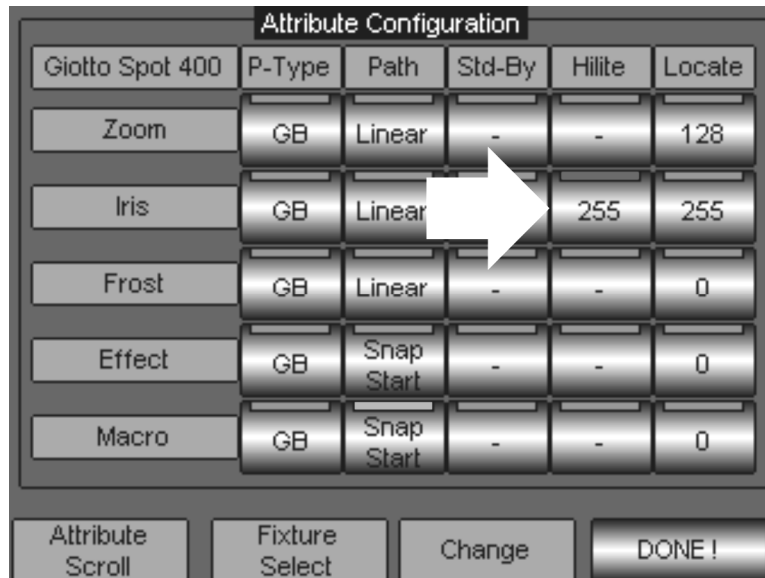 Attribute Configuration
Giotto Spot 400 P-Type Path Std-By Hilite Locate
Zoom GB Linear - - 128
Iris GB Linear 255 255
Frost GB Linear - - 0
Effect GB Snap Start - - 0
Macro GB Snap Start - - 0
Attribute Scroll Fixture Select Change DONE !